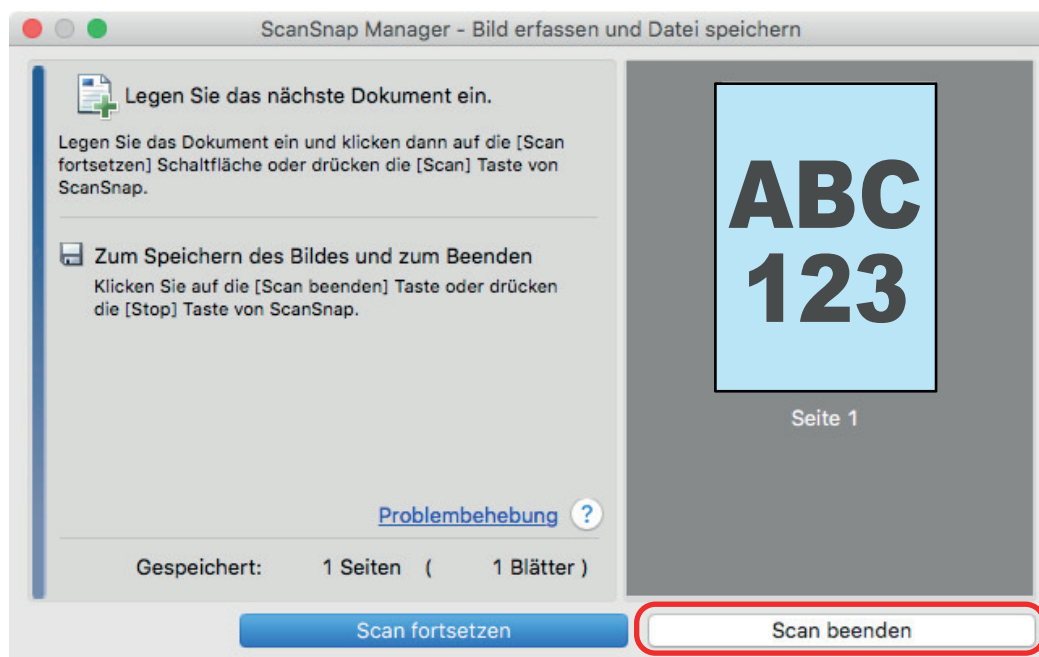 ScanSnap Manager - Bild erfassen und Datei speichern
Legen Sie das nächste Dokument ein.
Legen Sie das Dokument ein und klicken dann auf die [Scan
fortsetzen] Schaltfläche oder drücken die [Scan] Taste von
ScanSnap.
Zum Speichern des Bildes und zum Beenden
Klicken Sie auf die [Scan beenden] Taste oder drücken
die [Stop] Taste von ScanSnap.
Problembehebung ?
Gespeichert: 1 Seiten ( 1 Blätter )
ABC
123
Seite 1
Scan fortsetzen
Scan beenden